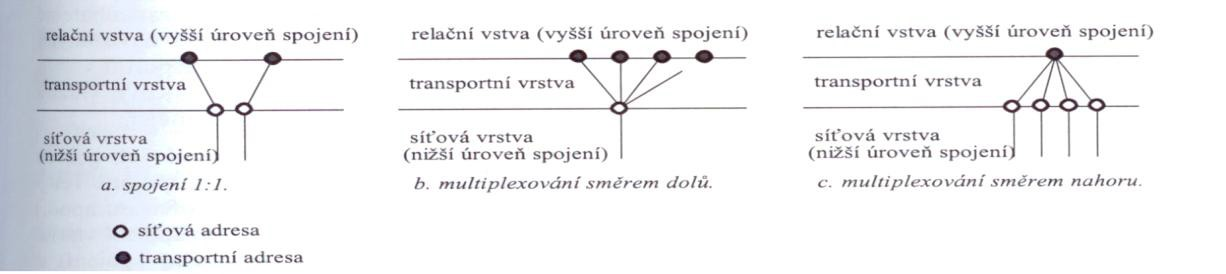 relační vstva (vyšší úroveň spojení)
transportní vrstva
síťová vrstva
(nižší úroveň spojení)
a. spojení 1:1.
relační vstva (vyšší úroveň spojení)
transportní vrstva
síťová vrstva
(nižší úroveň spojení)
b. multiplexování směrem dolů.
relační vstva (vyšší úroveň spojení)
transportní vrstva
síťová vrstva
(nižší úroveň spojení)
c. multiplexování směrem nahoru.
síťová adresa
transportní adresa